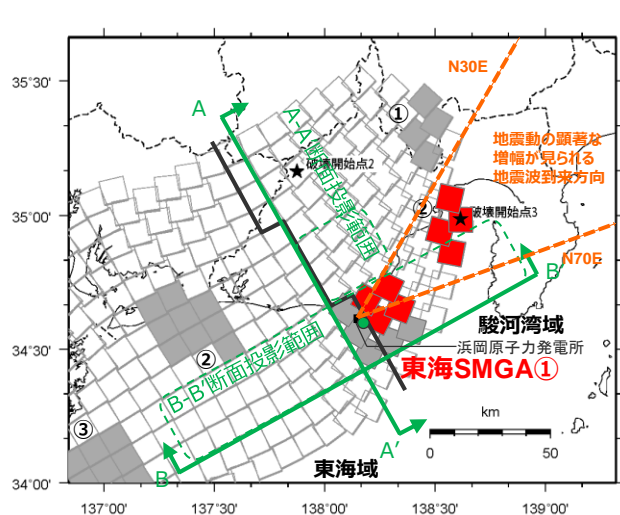 35°30'
35°00'
34°30'
34°00'
137°00'
137°30'
138°00'
138°30'
139°00'
N30E
地震動の顕著な
増幅が見られる
地震波到来方向
A
①
A-A'断面投影範囲
破壊開始点2
②
破壊開始点3
N70E
B'
駿河湾域
浜岡原子力発電所
東海SMGA①
②
B-B'断面投影範囲
③
km
0
50
A'
B
東海域